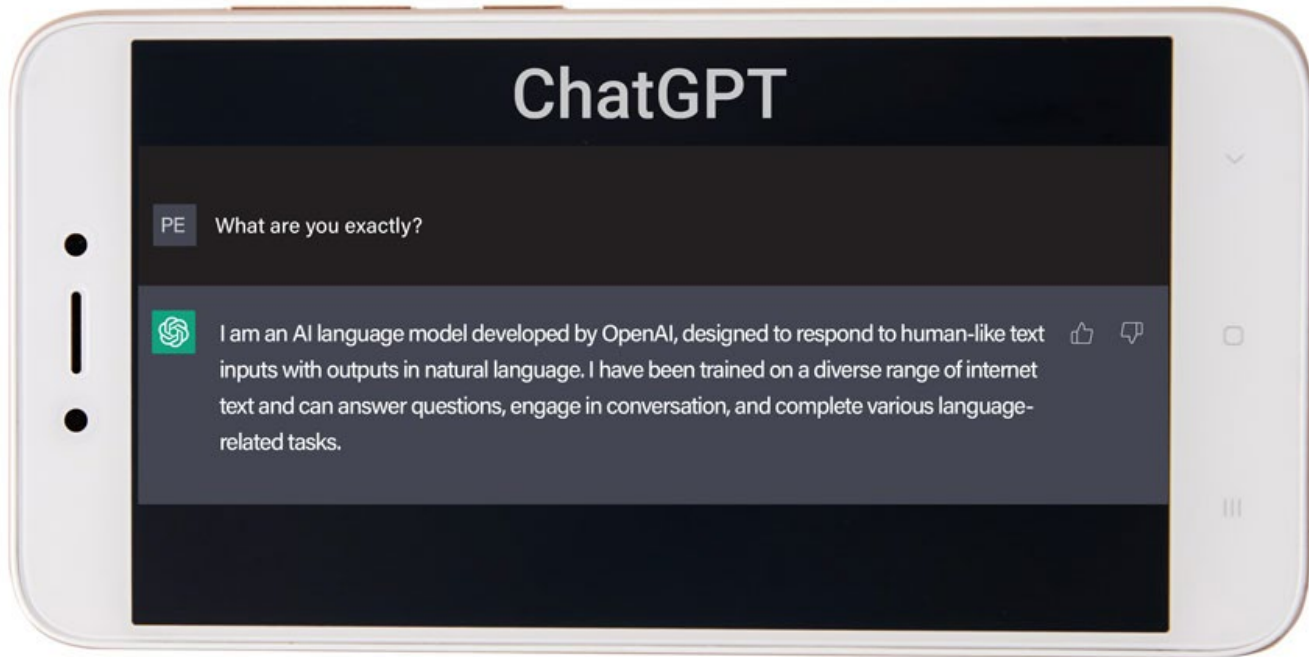 ChatGPT
PE
What are you exactly?
I am an AI language model developed by OpenAI, designed to respond to human-like text
inputs with outputs in natural language. I have been trained on a diverse range of internet
text and can answer questions, engage in conversation, and complete various language-
related tasks.